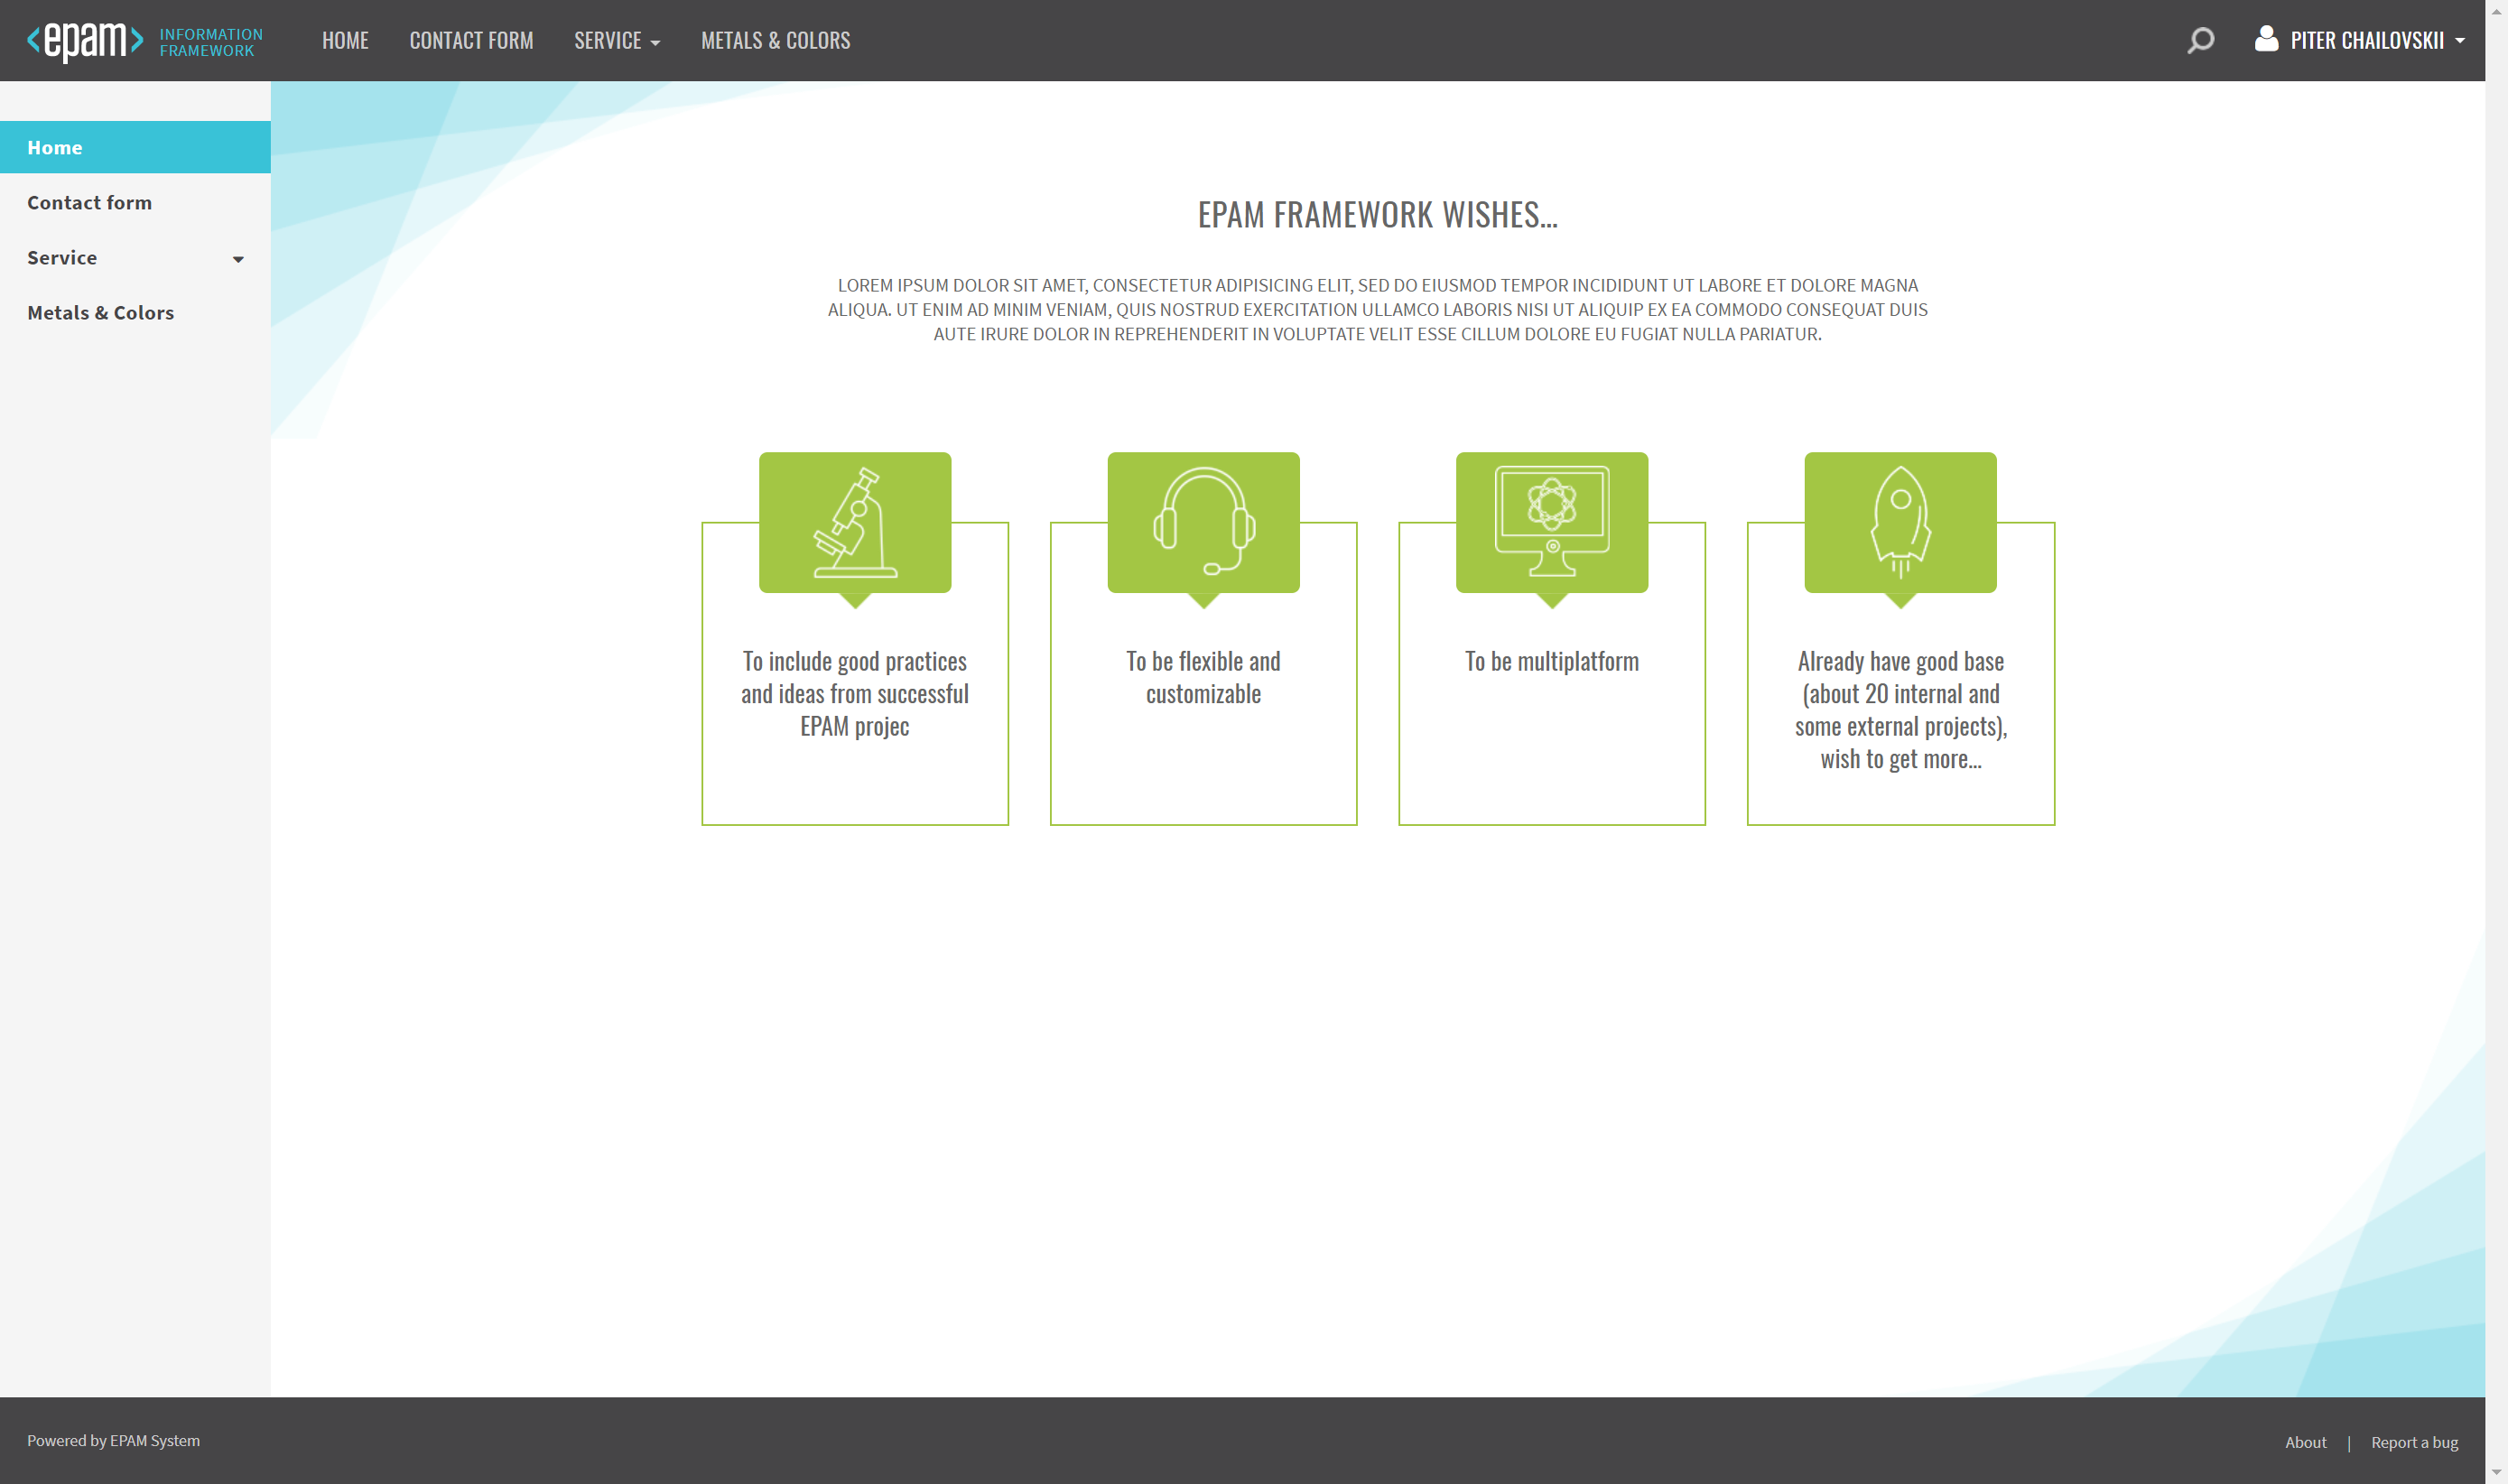 <epam> INFORMATION
FRAMEWORK
HOME CONTACT FORM SERVICE METALS & COLORS PITER CHAILOVSKII
Home
Contact form
Service
Metals & Colors
EPAM FRAMEWORK WISHES…
LOREM IPSUM DOLOR SIT AMET, CONSECTETUR ADIPISICING ELIT, SED DO EIUSMOD TEMPOR INCIDIDUNT UT LABORE ET DOLORE MAGNA
ALIQUA. UT ENIM AD MINIM VENIAM, QUIS NOSTRUD EXERCITATION ULLAMCO LABORIS NISI UT ALIQUIP EX EA COMMODO CONSEQUAT DUIS
AUTE IRURE DOLOR IN REPREHENDERIT IN VOLUPTATE VELIT ESSE CILLUM DOLORE EU FUGIAT NULLA PARIATUR.
To include good practices
and ideas from successful
EPAM projec
To be flexible and
customizable
To be multiplatform
Already have good base
(about 20 internal and
some external projects),
wish to get more…
Powered by EPAM System
About | Report a bug